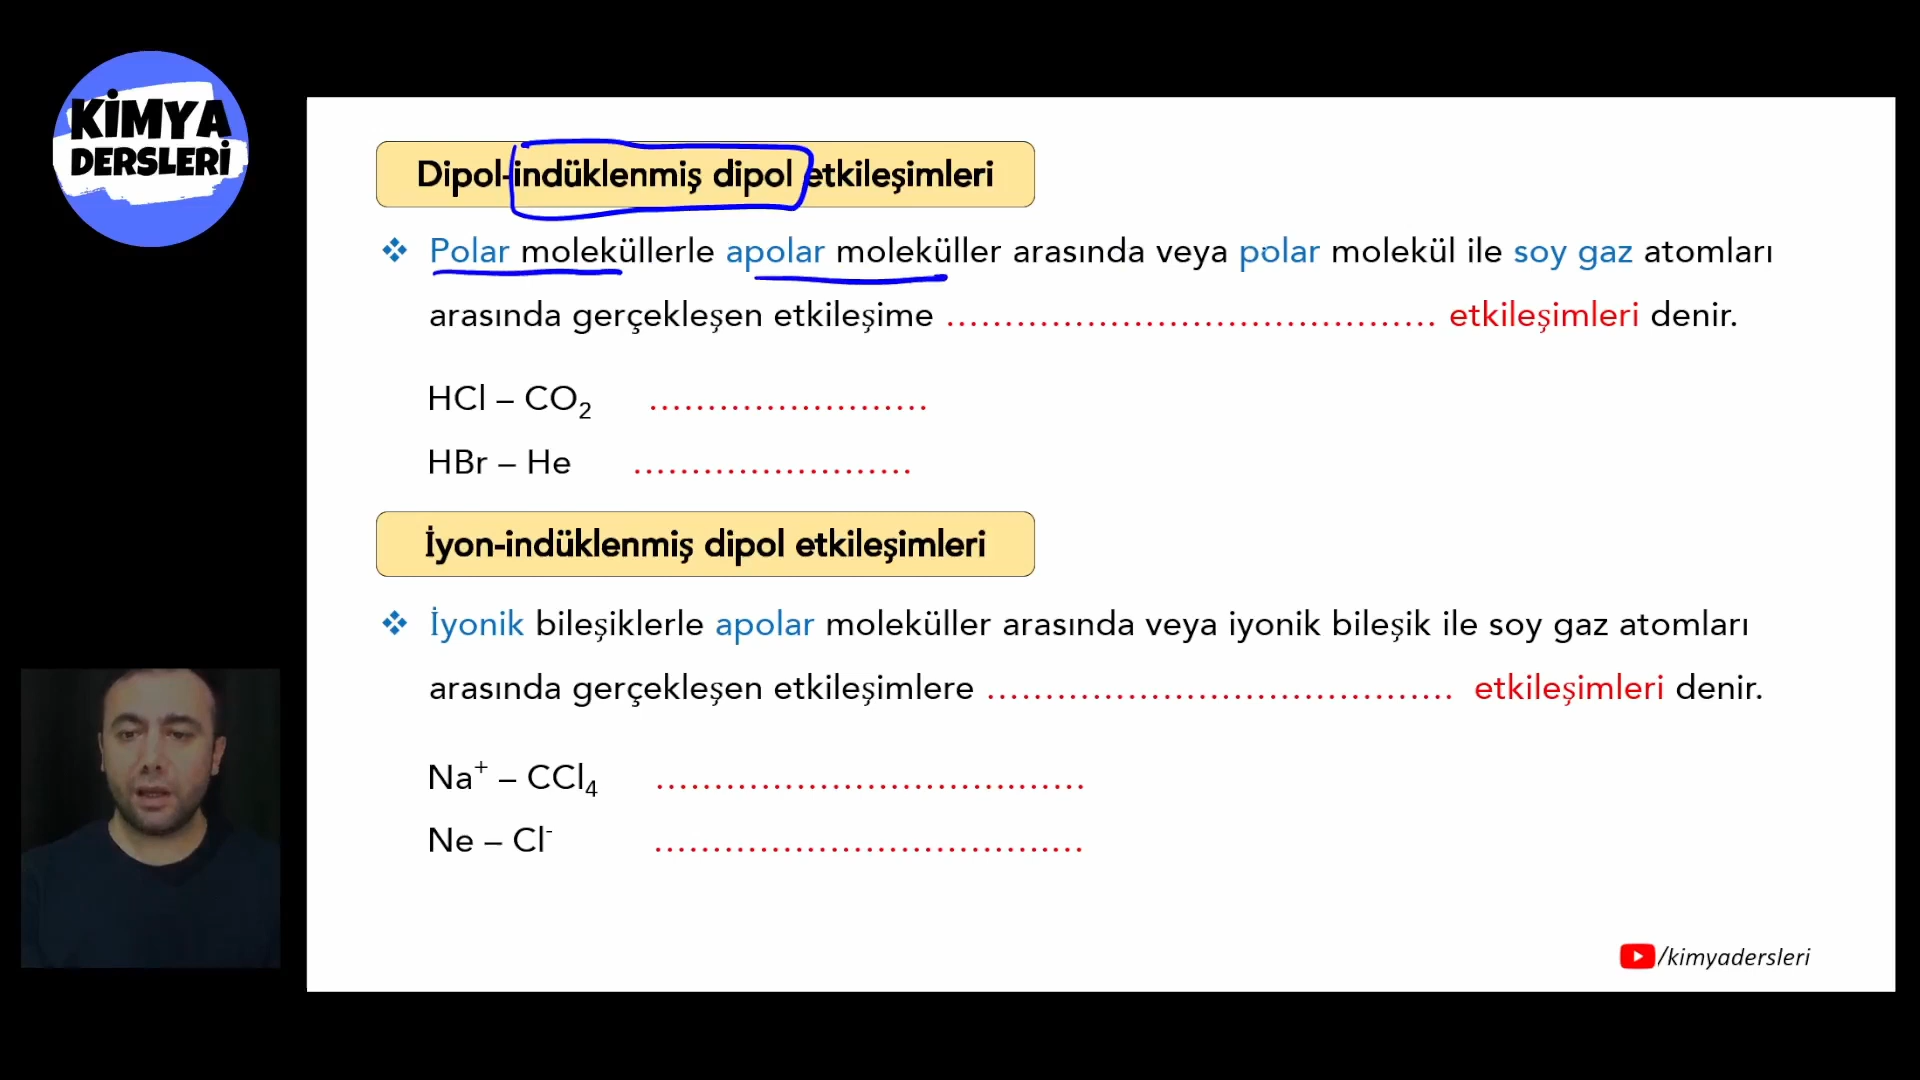 KİMYA
DERSLERİ
Dipol-indüklenmiş dipol etkileşimleri
❖ Polar moleküllerle apolar moleküller arasında veya polar molekül ile soy gaz atomları
arasında gerçekleşen etkileşime .......................................... etkileşimleri denir.
HCl – CO₂ ........................
HBr – He ........................
İyon-indüklenmiş dipol etkileşimleri
❖ İyonik bileşiklerle apolar moleküller arasında veya iyonik bileşik ile soy gaz atomları
arasında gerçekleşen etkileşimlere ........................................ etkileşimleri denir.
Na⁺ – CCl₄ .....................................
Ne – Cl⁻ .....................................
/kimyadersleri